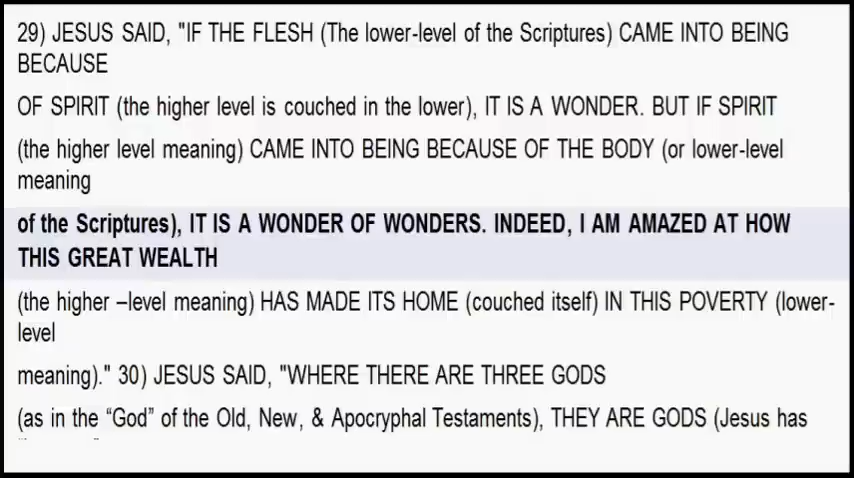 29) JESUS SAID, "IF THE FLESH (The lower-level of the Scriptures) CAME INTO BEING
BECAUSE
OF SPIRIT (the higher level is couched in the lower), IT IS A WONDER. BUT IF SPIRIT
(the higher level meaning) CAME INTO BEING BECAUSE OF THE BODY (or lower-level
meaning
of the Scriptures), IT IS A WONDER OF WONDERS. INDEED, I AM AMAZED AT HOW
THIS GREAT WEALTH
(the higher –level meaning) HAS MADE ITS HOME (couched itself) IN THIS POVERTY (lower-
level
meaning)." 30) JESUS SAID, "WHERE THERE ARE THREE GODS
(as in the “God” of the Old, New, & Apocryphal Testaments), THEY ARE GODS (Jesus has